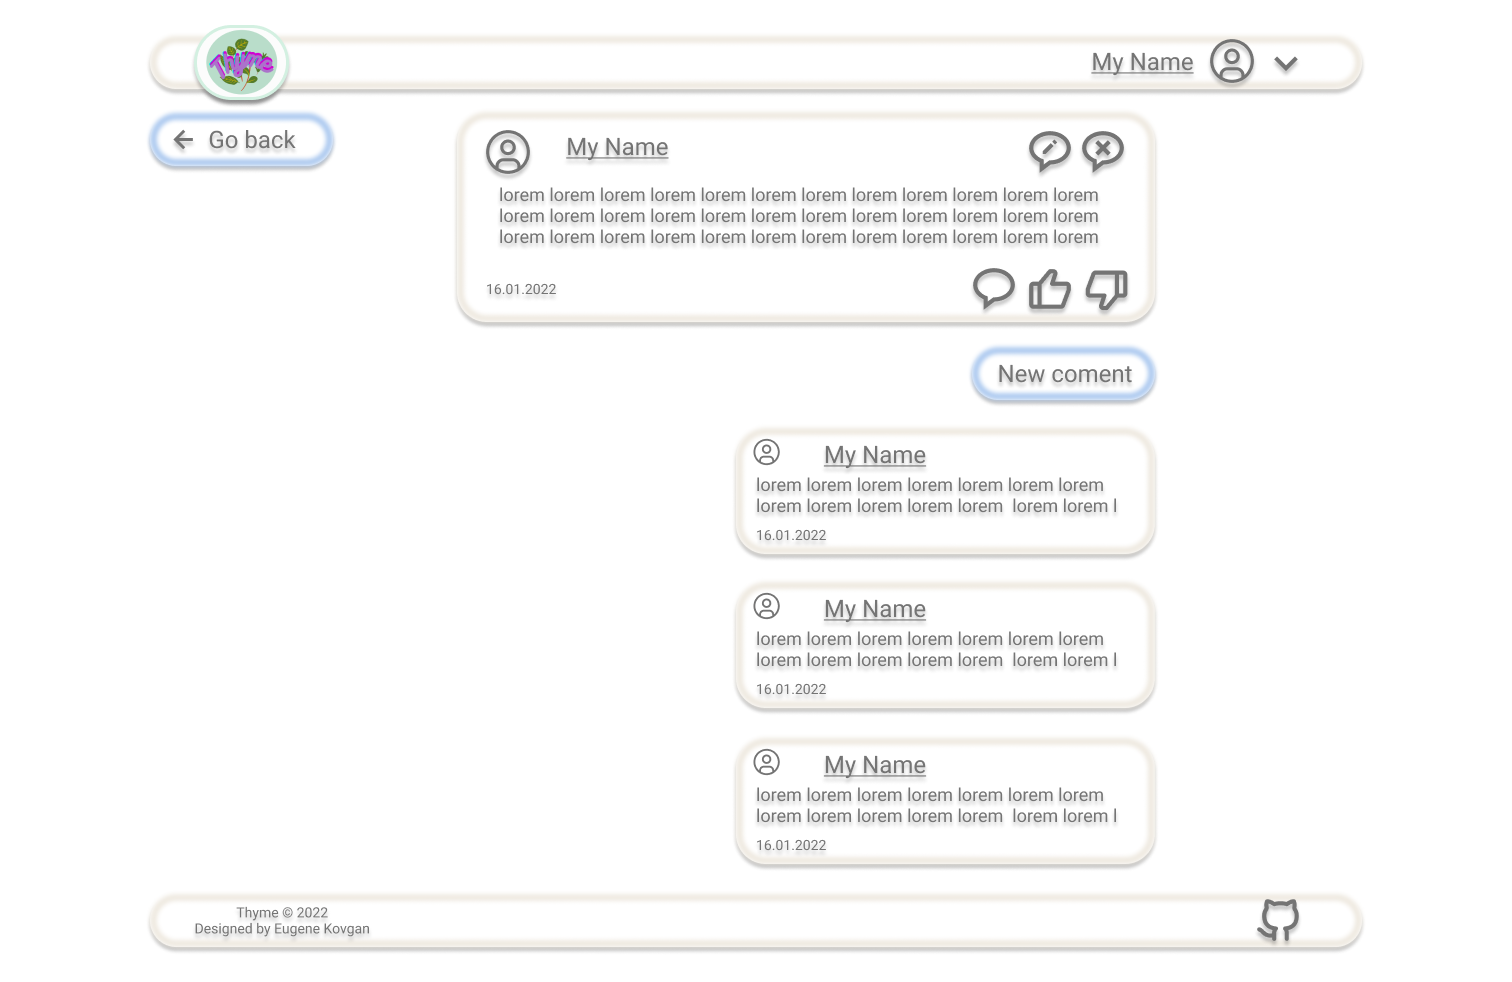 Thyme
My Name
Go back
My Name
lorem lorem lorem lorem lorem lorem lorem lorem lorem lorem lorem lorem
lorem lorem lorem lorem lorem lorem lorem lorem lorem lorem lorem lorem
lorem lorem lorem lorem lorem lorem lorem lorem lorem lorem lorem lorem
16.01.2022
New coment
My Name
lorem lorem lorem lorem lorem lorem lorem
lorem lorem lorem lorem lorem  lorem lorem l
16.01.2022
My Name
lorem lorem lorem lorem lorem lorem lorem
lorem lorem lorem lorem lorem  lorem lorem l
16.01.2022
My Name
lorem lorem lorem lorem lorem lorem lorem
lorem lorem lorem lorem lorem  lorem lorem l
16.01.2022
Thyme © 2022
Designed by Eugene Kovgan